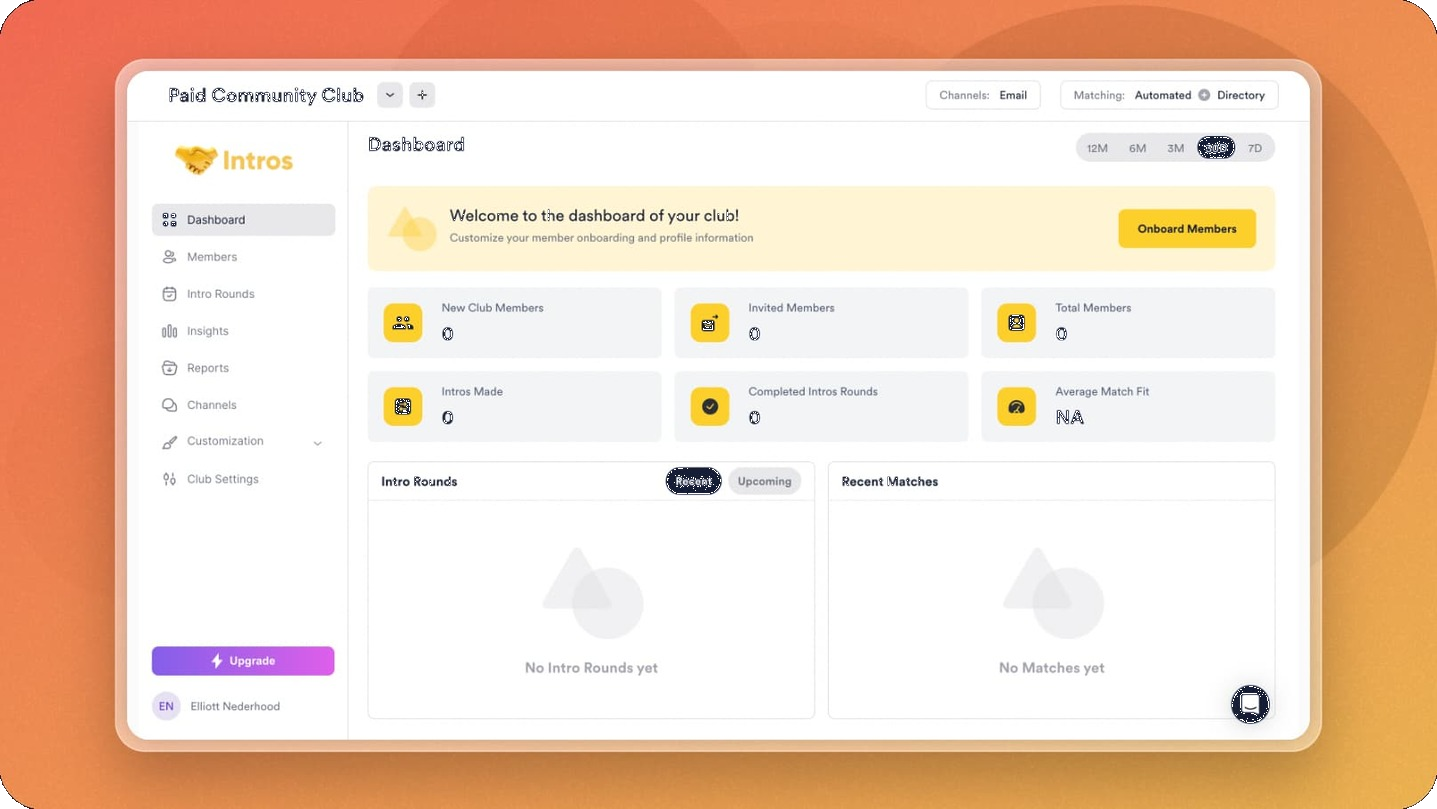 Paid Community Club
Channels: Email
Matching: Automated Directory
Intros
Dashboard
Members
Intro Rounds
Insights
Reports
Channels
Customization
Club Settings
Upgrade
EN
Elliott Nederhood
Dashboard
12M 6M 3M 7D
Welcome to the dashboard of your club!
Customize your member onboarding and profile information
Onboard Members
New Club Members
0
Invited Members
0
Total Members
0
Intros Made
0
Completed Intros Rounds
0
Average Match Fit
NA
Intro Rounds
Recent
Upcoming
No Intro Rounds yet
Recent Matches
No Matches yet